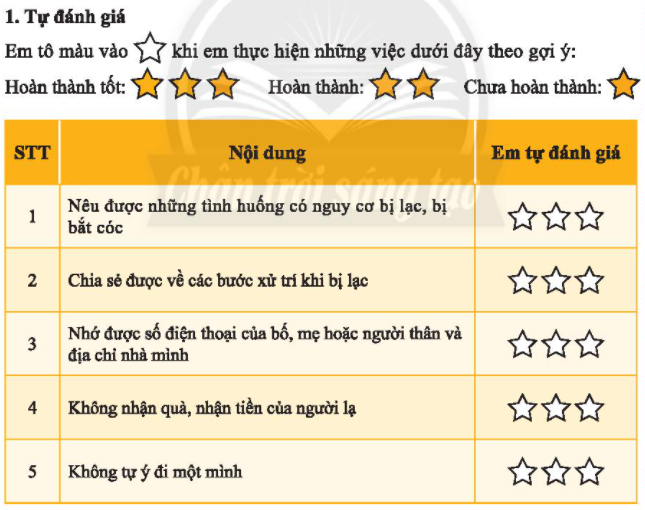 1. Tự đánh giá
Em tô màu vào khi em thực hiện những việc dưới đây theo gợi ý:
Hoàn thành tốt: Hoàn thành: Chưa hoàn thành:
STT Nội dung Em tự đánh giá
Chân trời sáng tạo
1 Nêu được những tình huống có nguy cơ bị lạc, bị
bắt cóc
2 Chia sẻ được về các bước xử trí khi bị lạc
3 Nhớ được số điện thoại của bố, mẹ hoặc người thân và
địa chỉ nhà mình
4 Không nhận quà, nhận tiền của người lạ
5 Không tự ý đi một mình